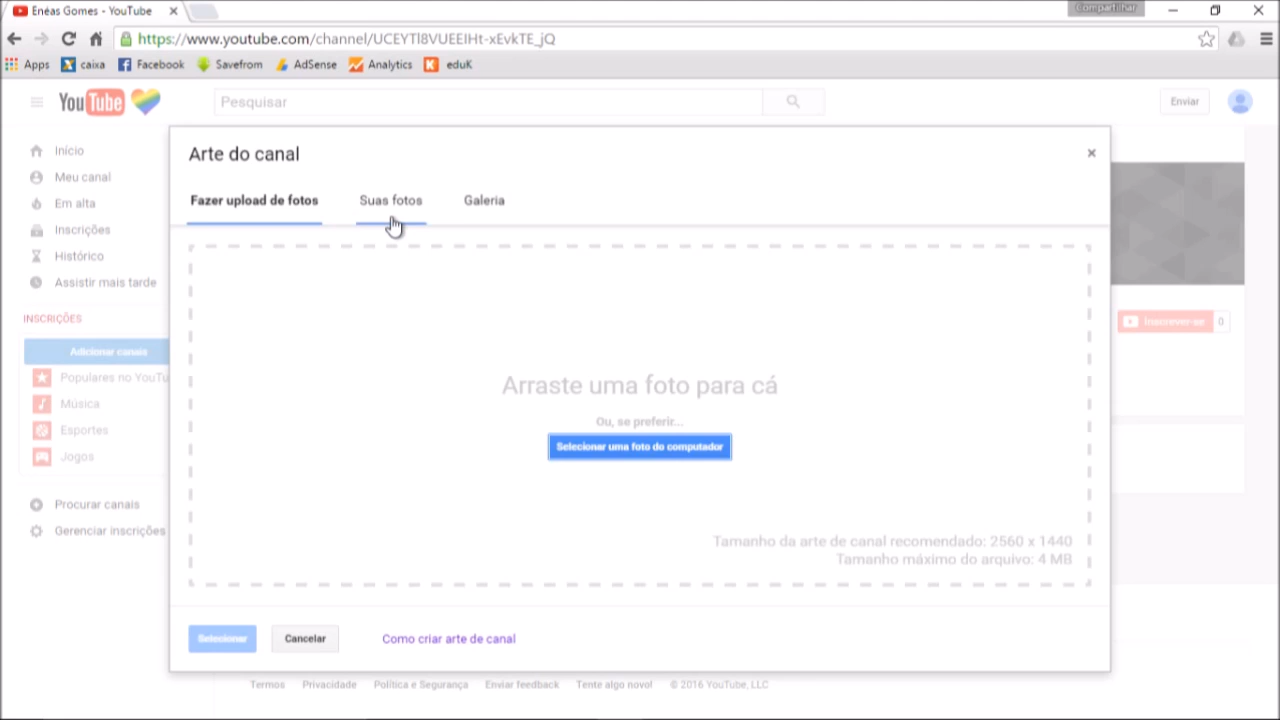 Enéas Gomes - YouTube
Compartilhar
https://www.youtube.com/channel/UCEYTl8VUEEIHt-xEvkTE_jQ
Apps caixa Facebook Savefrom AdSense Analytics eduK
YouTube
Pesquisar
Enviar
Início
Meu canal
Em alta
Inscrições
Histórico
Assistir mais tarde
INSCRIÇÕES
Adicionar canais
Populares no YouTu
Música
Esportes
Jogos
Procurar canais
Gerenciar inscrições
Arte do canal
Fazer upload de fotos Suas fotos Galeria
Arraste uma foto para cá
Ou, se preferir...
Selecionar uma foto do computador
Tamanho da arte de canal recomendado: 2560 x 1440
Tamanho máximo do arquivo: 4 MB
Selecionar Cancelar Como criar arte de canal
Inscrever-se 0
Termos Privacidade Política e Segurança Enviar feedback Tente algo novo! © 2016 YouTube, LLC